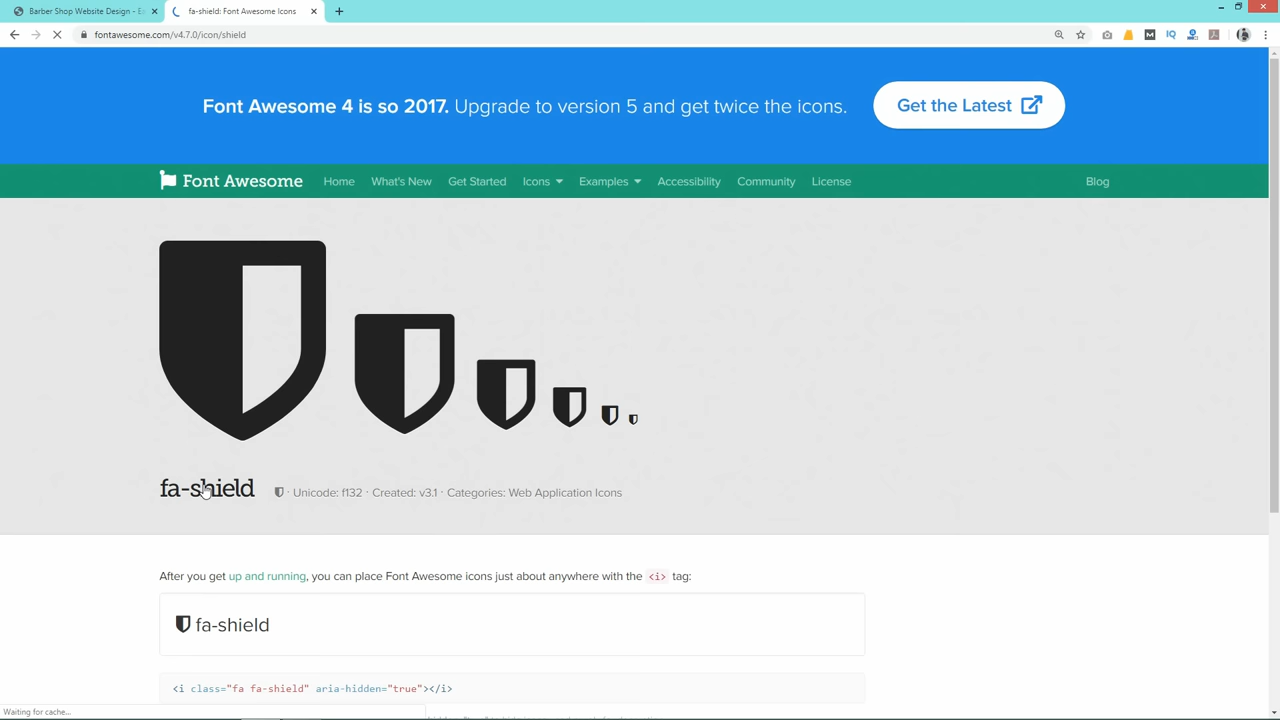 Barber Shop Website Design - E
fa-shield: Font Awesome Icons
fontawesome.com/v4.7.0/icon/shield
Font Awesome 4 is so 2017. Upgrade to version 5 and get twice the icons.
Get the Latest
Font Awesome
Home
What's New
Get Started
Icons
Examples
Accessibility
Community
License
Blog
fa-shield
· Unicode: f132 · Created: v3.1 · Categories: Web Application Icons
After you get up and running, you can place Font Awesome icons just about anywhere with the <i> tag:
fa-shield
<i class="fa fa-shield" aria-hidden="true"></i>
Waiting for cache...